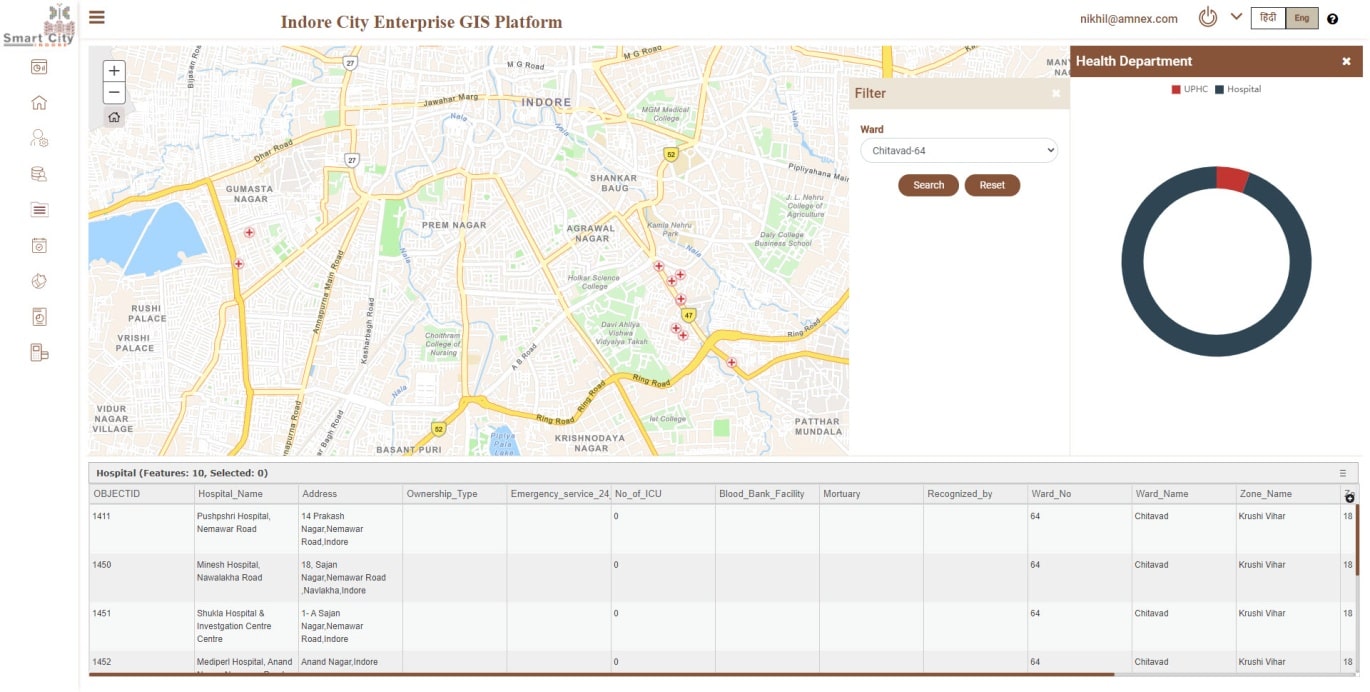 Smart City
INDORE
Indore City Enterprise GIS Platform
nikhil@amnex.com
हिंदी
Eng
?
+
−
27
M G Road
M G Road
Jawahar Marg
INDORE
Nala
Nala
MGM Medical
College
Nala
Dhar Road
27
52
Pipliyahana Main
GUMASTA
NAGAR
SHANKAR
BAUG
J. L. Nehru
College of
Agriculture
PREM NAGAR
AGRAWAL
NAGAR
Kamla Nehru
Park
Daly College
Business School
Nala
Nala
Holkar Science
College
Annapurna Main Road
Kesharbagh Road
RUSHI
PALACE
VRISHI
PALACE
47
Davi Ahilya
Vishwa
Vidyalya Taksh
Ring Road
Choithram
College of
Nursing
A B Road
Ring Road
Nala
Ring Road
Ring Road
VIDUR
NAGAR
VILLAGE
52
Iet College
PATTHAR
MUNDALA
Piplya
Pala
Lake
KRISHNODAYA
NAGAR
BASANT PURI
Filter
Ward
Chitavad-64
Search
Reset
Health Department
UPHC Hospital
Hospital (Features: 10, Selected: 0)
OBJECTID Hospital_Name Address Ownership_Type Emergency_service_24_ No_of_ICU Blood_Bank_Facility Mortuary Recognized_by Ward_No Ward_Name Zone_Name
1411 Pushpshri Hospital, 14 Prakash 0 64 Chitavad Krushi Vihar 18
Nemawar Road Nagar,Nemawar
Road,Indore
1450 Minesh Hospital, 18, Sajan 0 64 Chitavad Krushi Vihar 18
Nawalakha Road Nagar,Nemawar Road
,Navlakha,Indore
1451 Shukla Hospital & 1- A Sajan 0 64 Chitavad Krushi Vihar 18
Investgation Centre Nagar,Nemawar
Centre Road,Indore
1452 Mediperl Hospital, Anand Anand Nagar,Indore 0 64 Chitavad Krushi Vihar 18